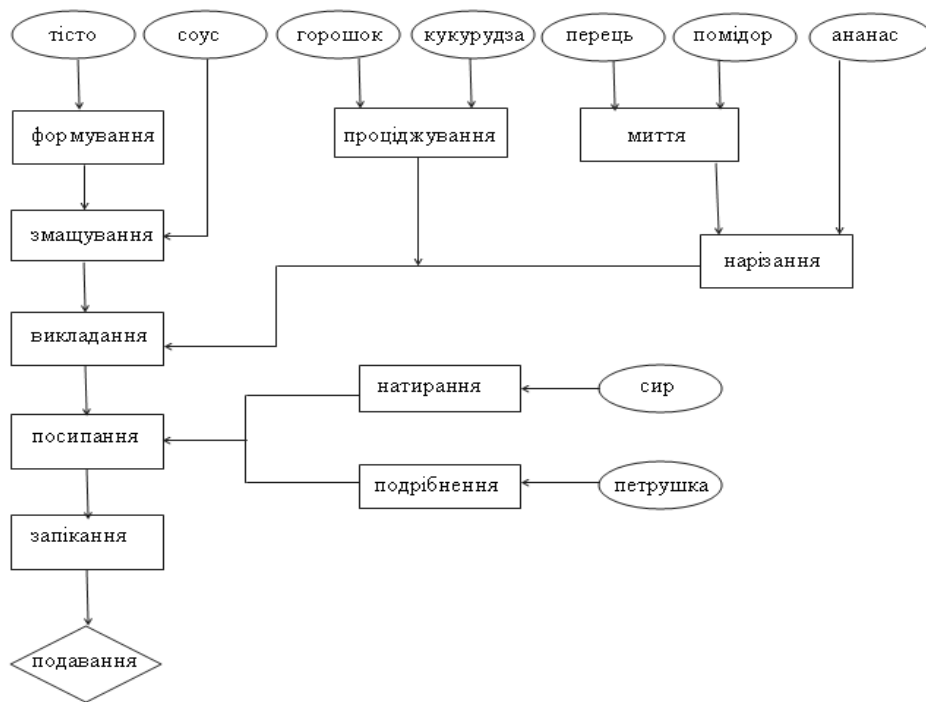 тісто
соус
горошок
кукурудза
перець
помідор
ананас
формування
проціджування
миття
змащування
нарізання
викладання
натирання
сир
посипання
подрібнення
петрушка
запікання
подавання